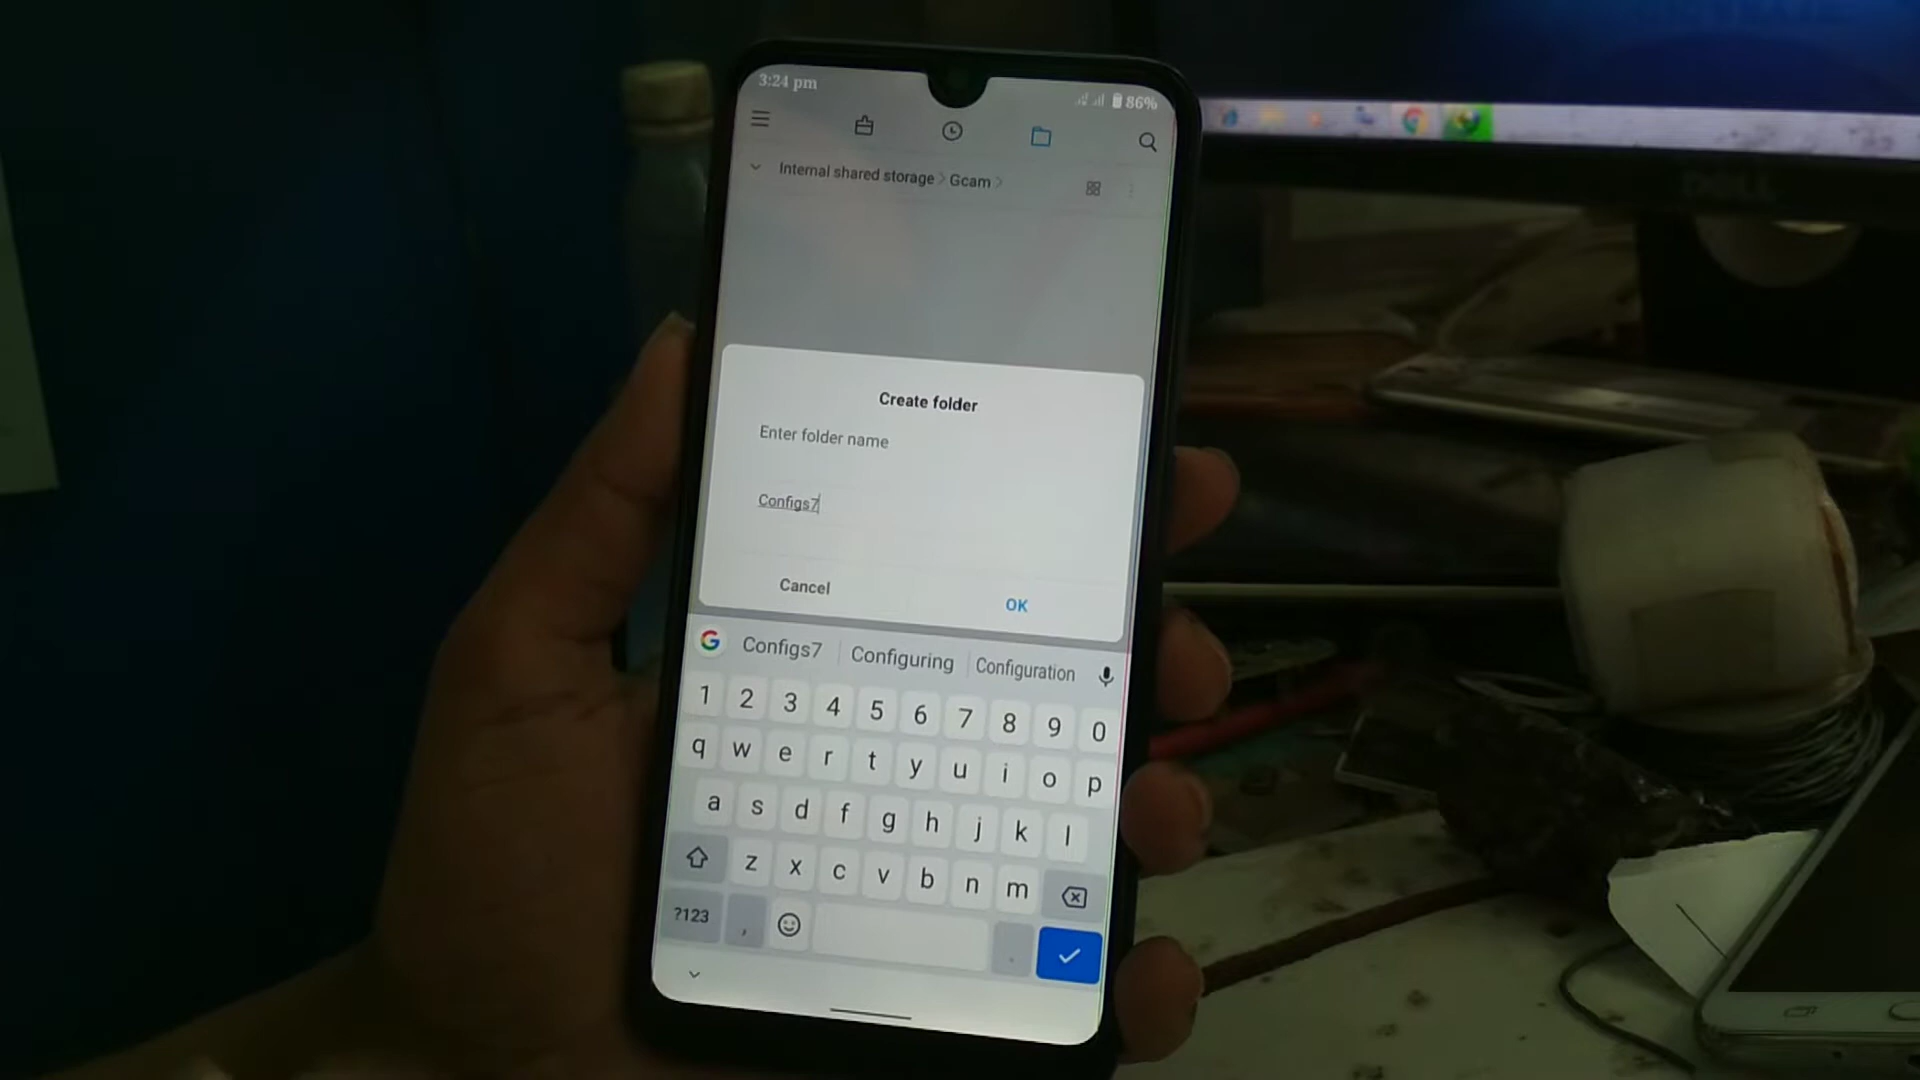 3:24 pm
86%
Internal shared storage > Gcam >
Create folder
Enter folder name
Configs7
Cancel
OK
Configs7 Configuring Configuration
1 2 3 4 5 6 7 8 9 0
q w e r t y u i o p
a s d f g h j k l
z x c v b n m
?123 , .
DELL